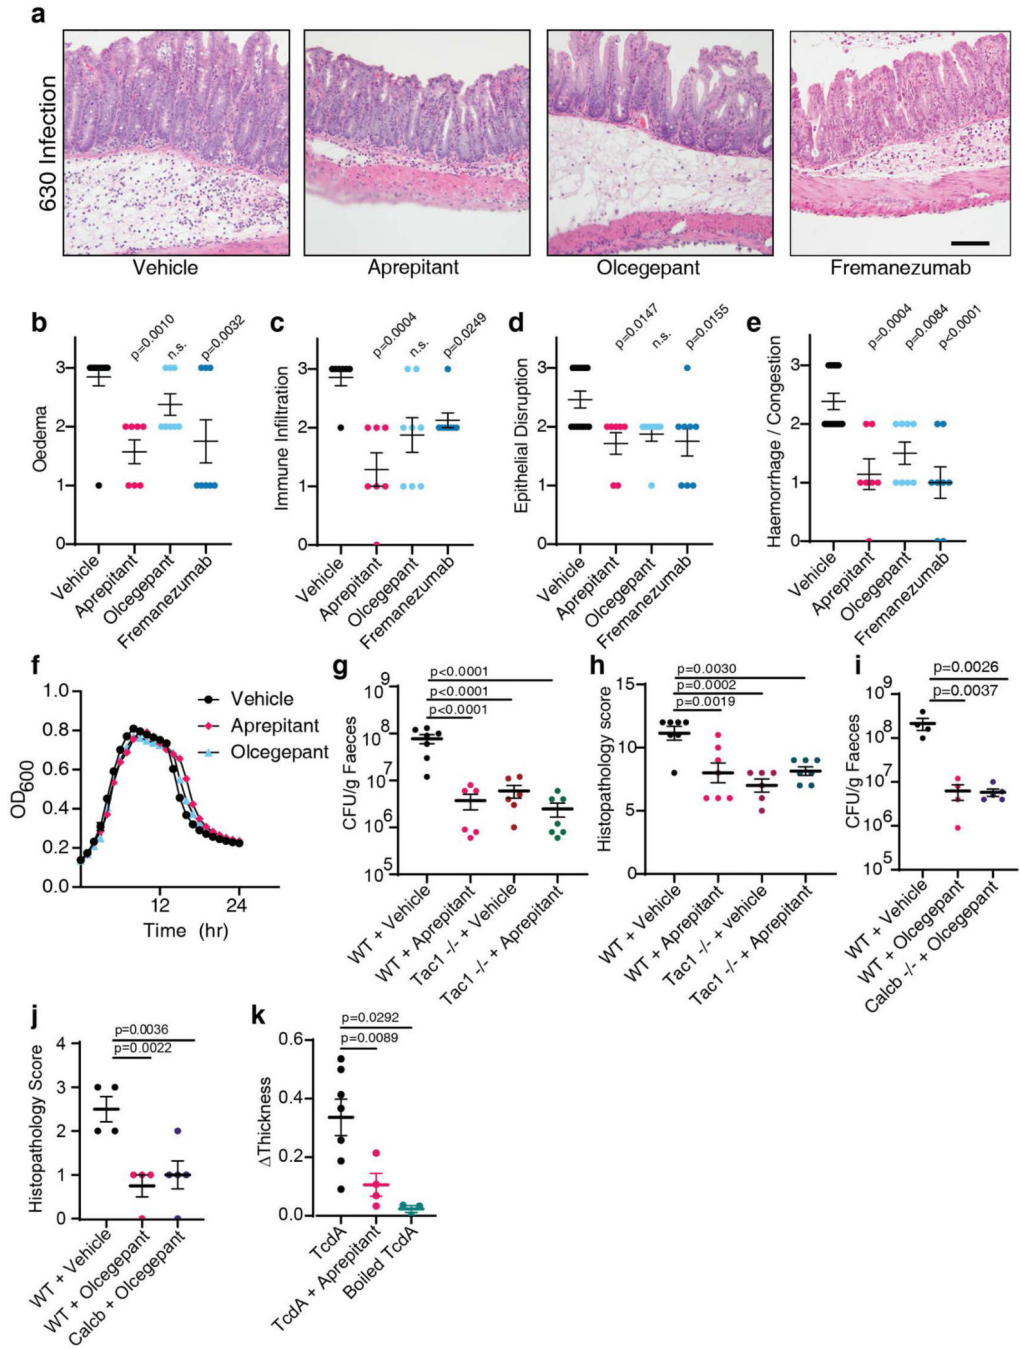 a
630 Infection
Vehicle
Aprepitant
Olcegepant
Fremanezumab
b
p=0.0010
n.s.
p=0.0032
Oedema
3
2
1
0
Vehicle
Aprepitant
Olcegepant
Fremanezumab
c
p=0.0004
n.s.
p=0.0249
Immune Infiltration
3
2
1
0
Vehicle
Aprepitant
Olcegepant
Fremanezumab
d
p=0.0147
n.s.
p=0.0155
Epithelial Disruption
3
2
1
0
Vehicle
Aprepitant
Olcegepant
Fremanezumab
e
p=0.0004
p=0.0084
p<0.0001
Haemorrhage / Congestion
3
2
1
0
Vehicle
Aprepitant
Olcegepant
Fremanezumab
f
OD600
1.0
0.8
0.6
0.4
0.2
0.0
12
24
Time (hr)
Vehicle
Aprepitant
Olcegepant
g
p<0.0001
p<0.0001
p<0.0001
CFU/g Faeces
10^9
10^8
10^7
10^6
10^5
WT + Vehicle
WT + Aprepitant
Tac1 -/- + Vehicle
Tac1 -/- + Aprepitant
h
p=0.0030
p=0.0002
p=0.0019
Histopathology score
15
10
5
0
WT + Vehicle
WT + Aprepitant
Tac1 -/- + vehicle
Tac1 -/- + Aprepitant
i
p=0.0026
p=0.0037
CFU/g Faeces
10^9
10^8
10^7
10^6
10^5
WT + Vehicle
WT + Olcegepant
Calcb -/- + Olcegepant
j
p=0.0036
p=0.0022
Histopathology Score
4
3
2
1
0
WT + Vehicle
WT + Olcegepant
Calcb + Olcegepant
k
p=0.0292
p=0.0089
ΔThickness
0.6
0.4
0.2
0.0
TcdA
TcdA + Aprepitant
Boiled TcdA